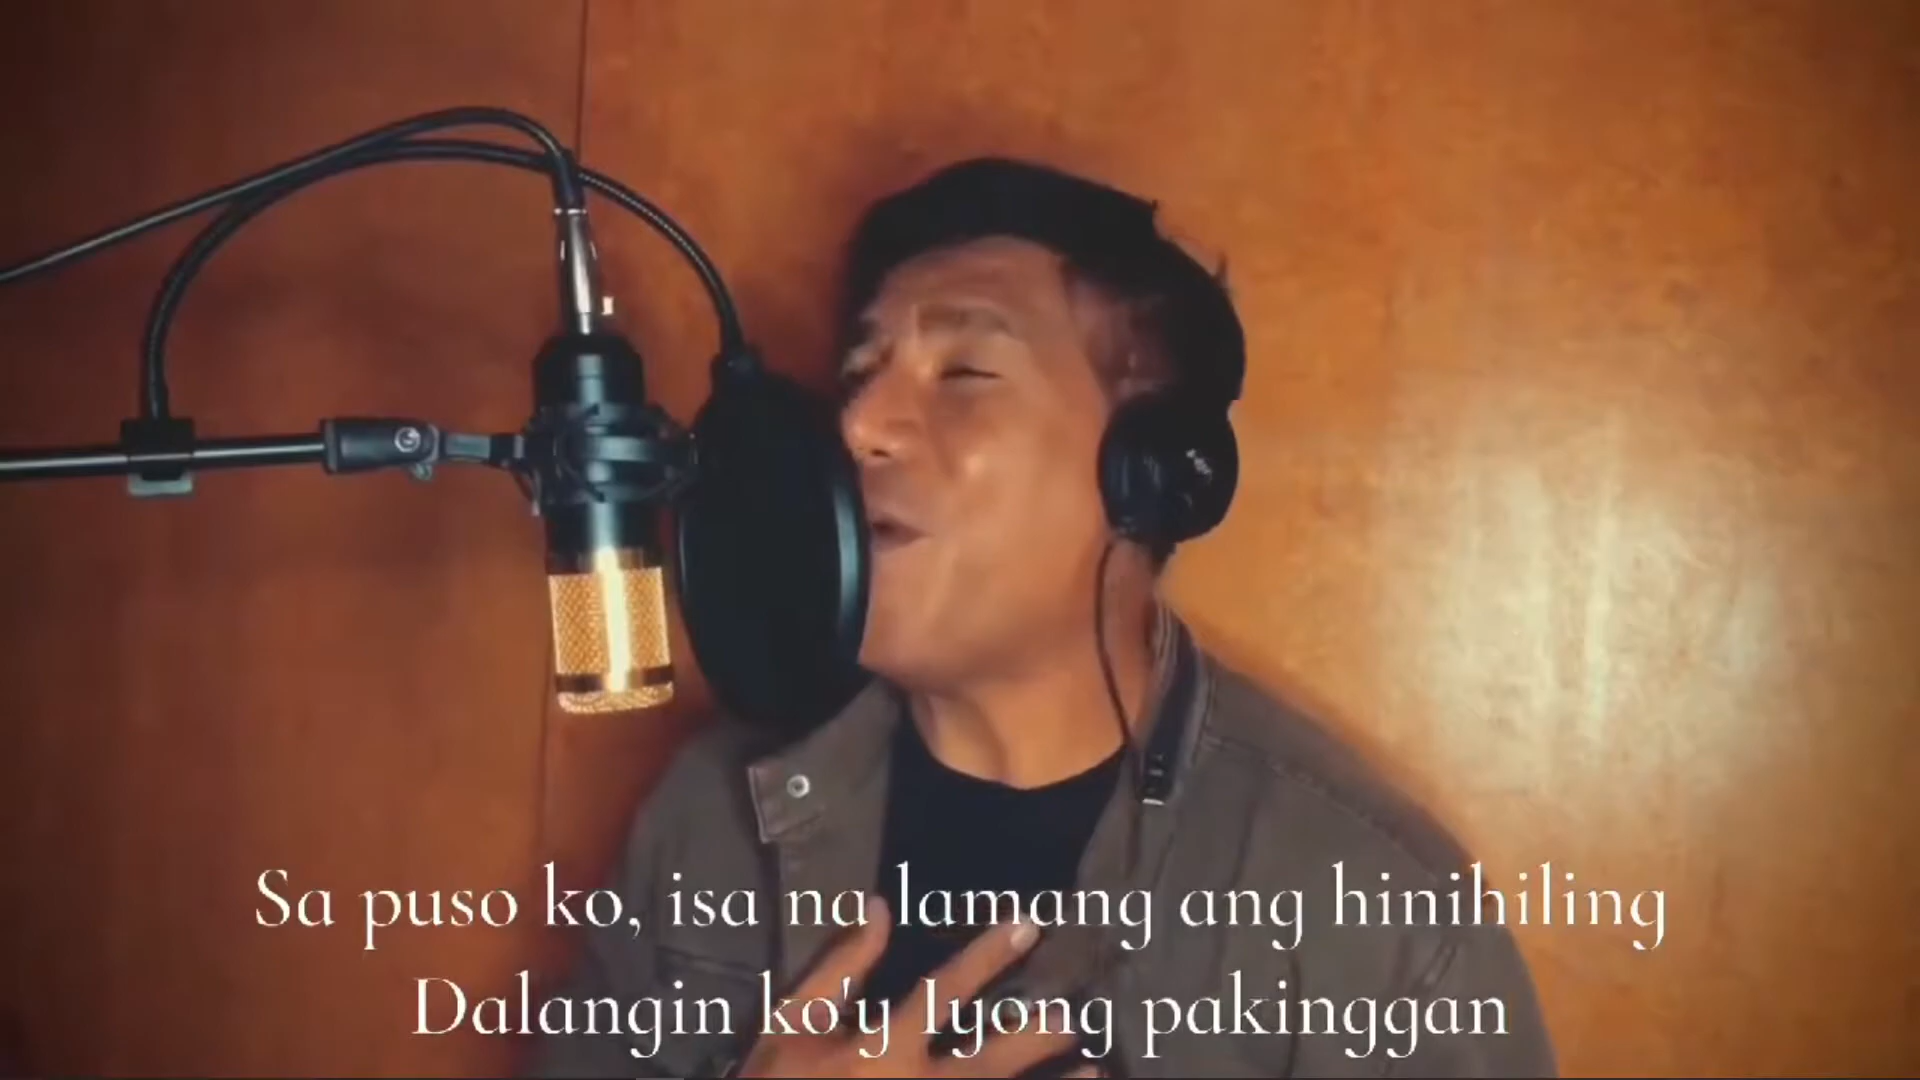 Sa puso ko, isa na lamang ang hinihiling
Dalangin ko'y Iyong pakinggan